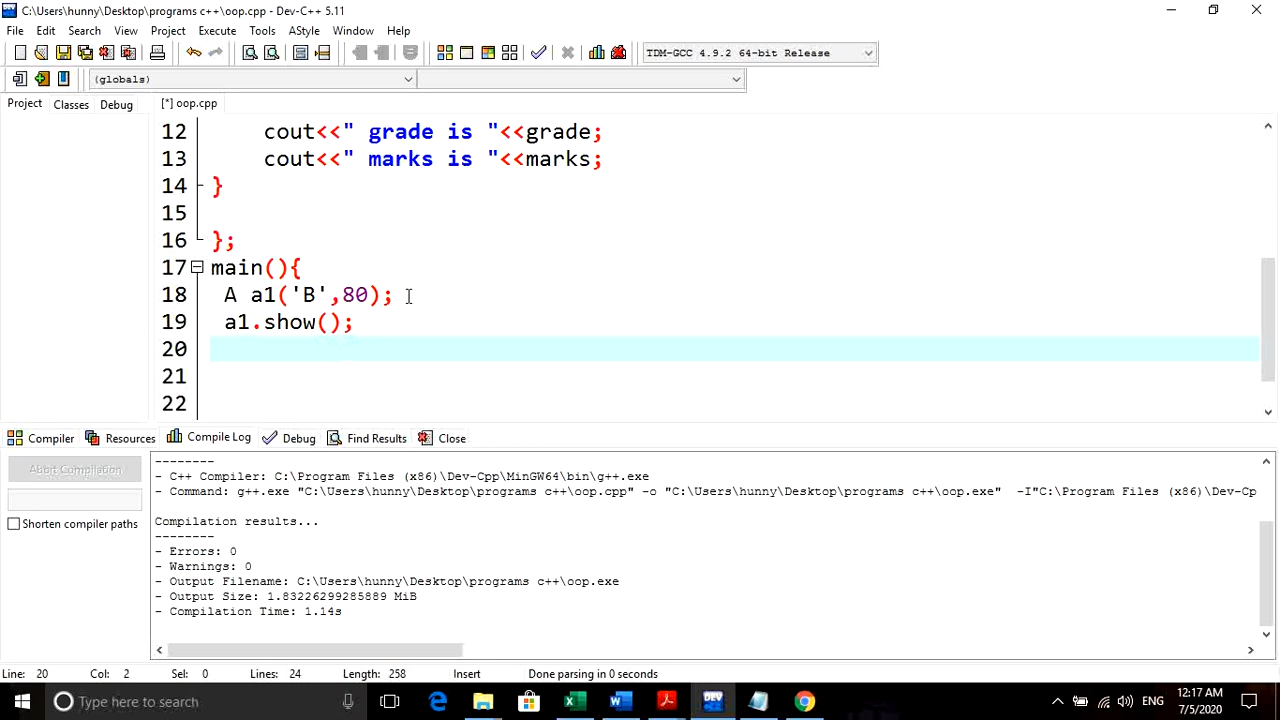 C:\Users\hunny\Desktop\programs c++\oop.cpp - Dev-C++ 5.11
File Edit Search View Project Execute Tools AStyle Window Help
TDM-GCC 4.9.2 64-bit Release
(globals)
Project Classes Debug
[*] oop.cpp
12 cout<<" grade is "<<grade;
13 cout<<" marks is "<<marks;
14 }
15
16 };
17 main(){
18 A a1('B',80);
19 a1.show();
20
21
22
Compiler Resources Compile Log Debug Find Results Close
Abort Compilation
Shorten compiler paths
--------
- C++ Compiler: C:\Program Files (x86)\Dev-Cpp\MinGW64\bin\g++.exe
- Command: g++.exe "C:\Users\hunny\Desktop\programs c++\oop.cpp" -o "C:\Users\hunny\Desktop\programs c++\oop.exe" -I"C:\Program Files (x86)\Dev-Cp
Compilation results...
--------
- Errors: 0
- Warnings: 0
- Output Filename: C:\Users\hunny\Desktop\programs c++\oop.exe
- Output Size: 1.83226299285889 MiB
- Compilation Time: 1.14s
Line: 20 Col: 2 Sel: 0 Lines: 24 Length: 258 Insert Done parsing in 0 seconds
Type here to search
DEV
ENG
12:17 AM
7/5/2020